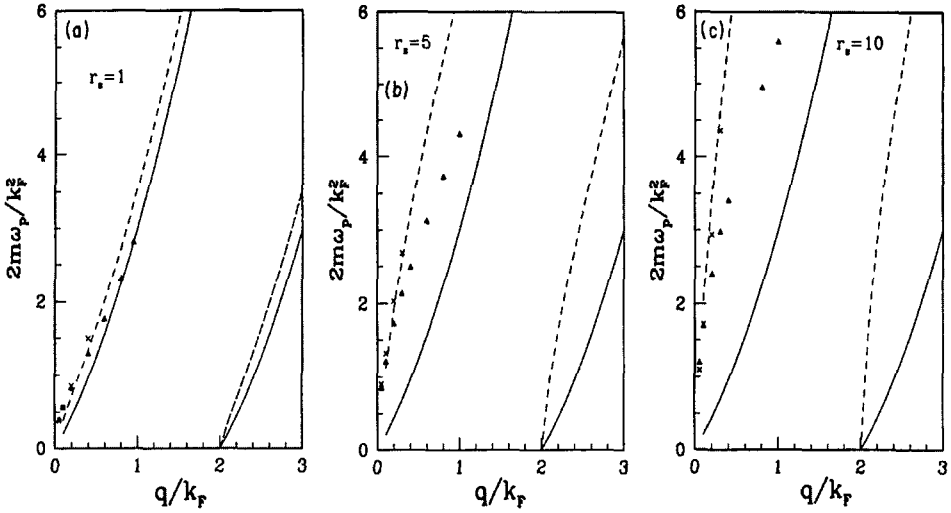 (a)
r_s=1
2mω_p/k_F^2
6
4
2
0
0 1 2 3
q/k_F
r_s=5
(b)
2mω_p/k_F^2
6
4
2
0
0 1 2 3
q/k_F
(c)
r_s=10
2mω_p/k_F^2
6
4
2
0
0 1 2 3
q/k_F